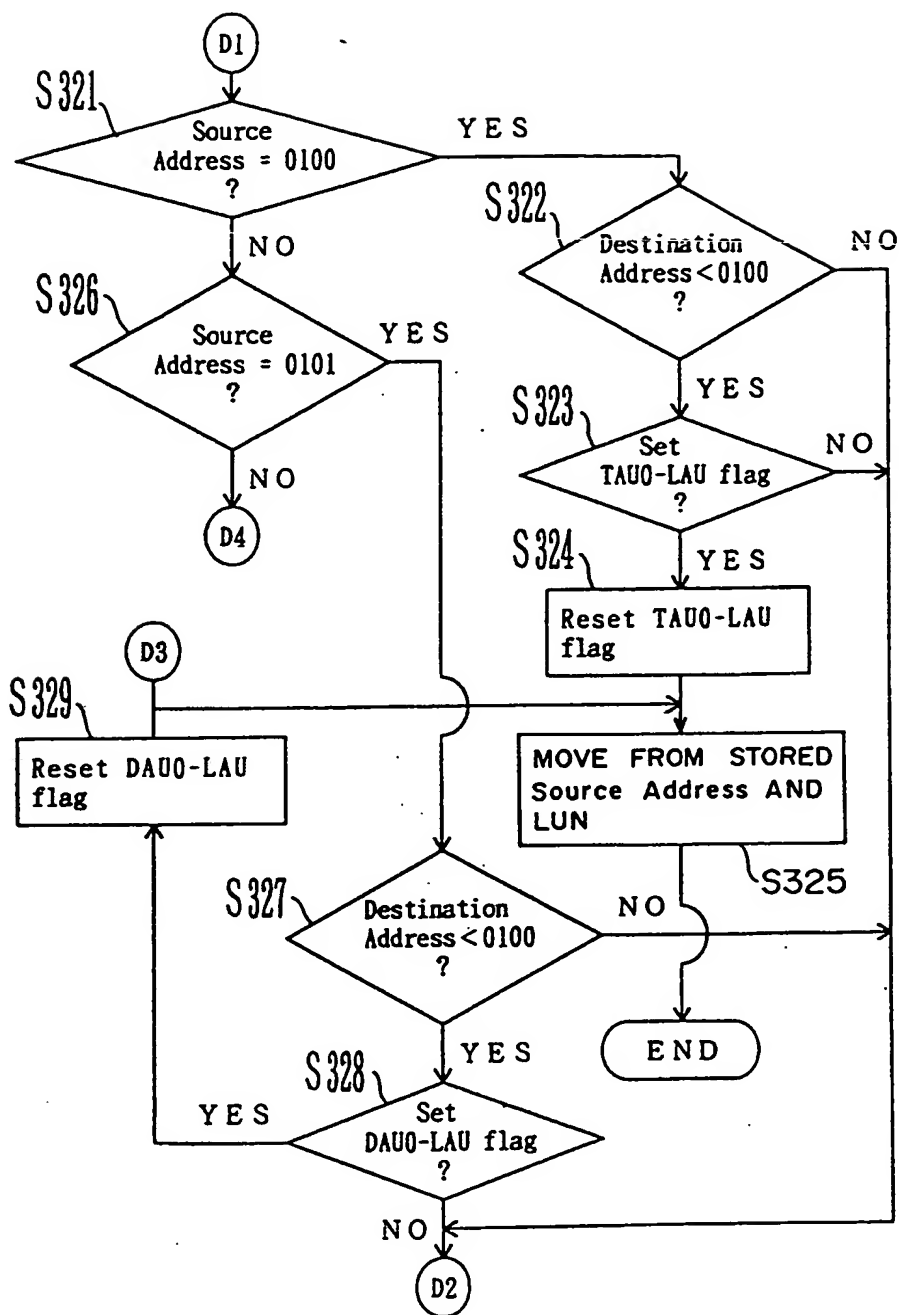 D1
S321
Source
Address = 0100
?
YES
NO
S322
Destination
Address<0100
?
NO
YES
S326
Source
Address = 0101
?
YES
NO
D4
S323
Set
TAU0-LAU flag
?
NO
YES
S324
Reset TAU0-LAU
flag
D3
S329
Reset DAU0-LAU
flag
MOVE FROM STORED
Source Address AND
LUN
S325
S327
Destination
Address<0100
?
NO
YES
END
S328
Set
DAU0-LAU flag
?
YES
NO
D2